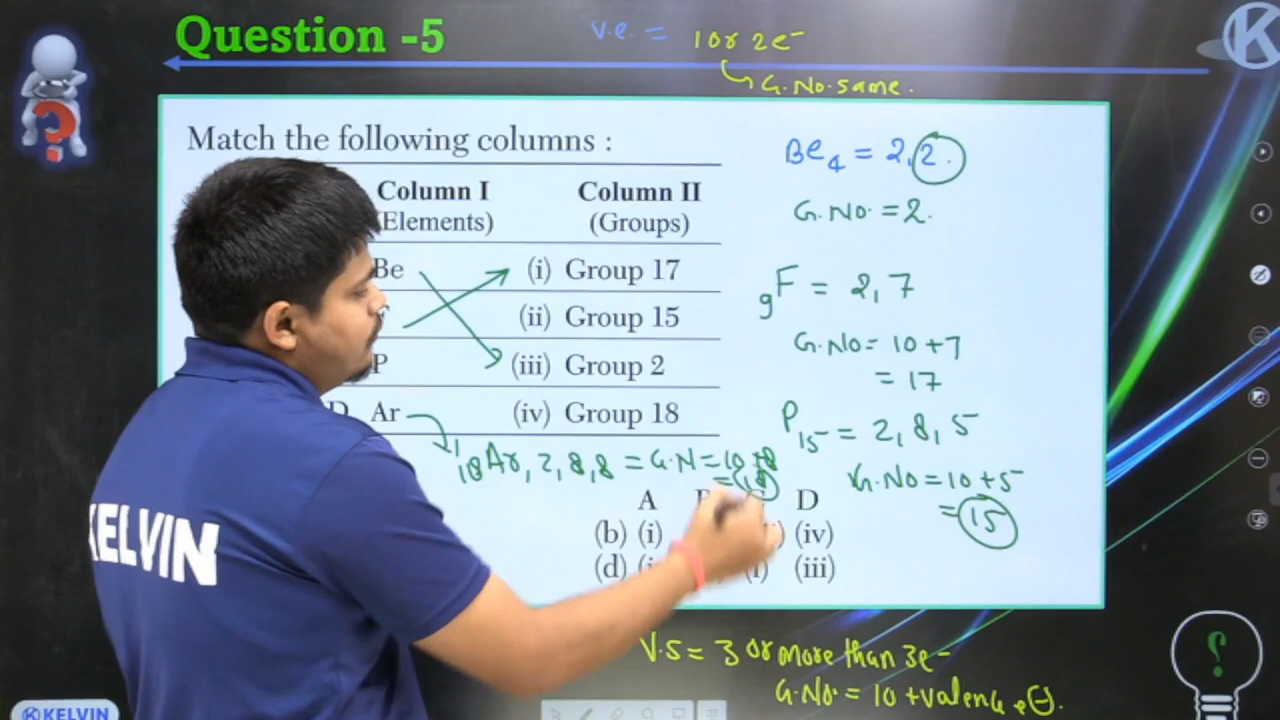 Question -5
v.e. = 1 or 2e⁻
G.No. same.
Match the following columns :
Column I Column II
(Elements) (Groups)
Be (i) Group 17
(ii) Group 15
P (iii) Group 2
D. Ar (iv) Group 18
Be₄ = 2, 2.
G.No. = 2.
₉F = 2, 7
G.No = 10 + 7
= 17
P₁₅ = 2, 8, 5
G.No = 10 + 5
= 15
₁₈Ar, 2, 8, 8 = G.N = 10 + 8
= 18
A D
(b) (i) (iv)
(d) (i) (iii)
V.S = 3 or more than 3e⁻
G.No. = 10 + valence e⊖.
KELVIN
K
KELVIN